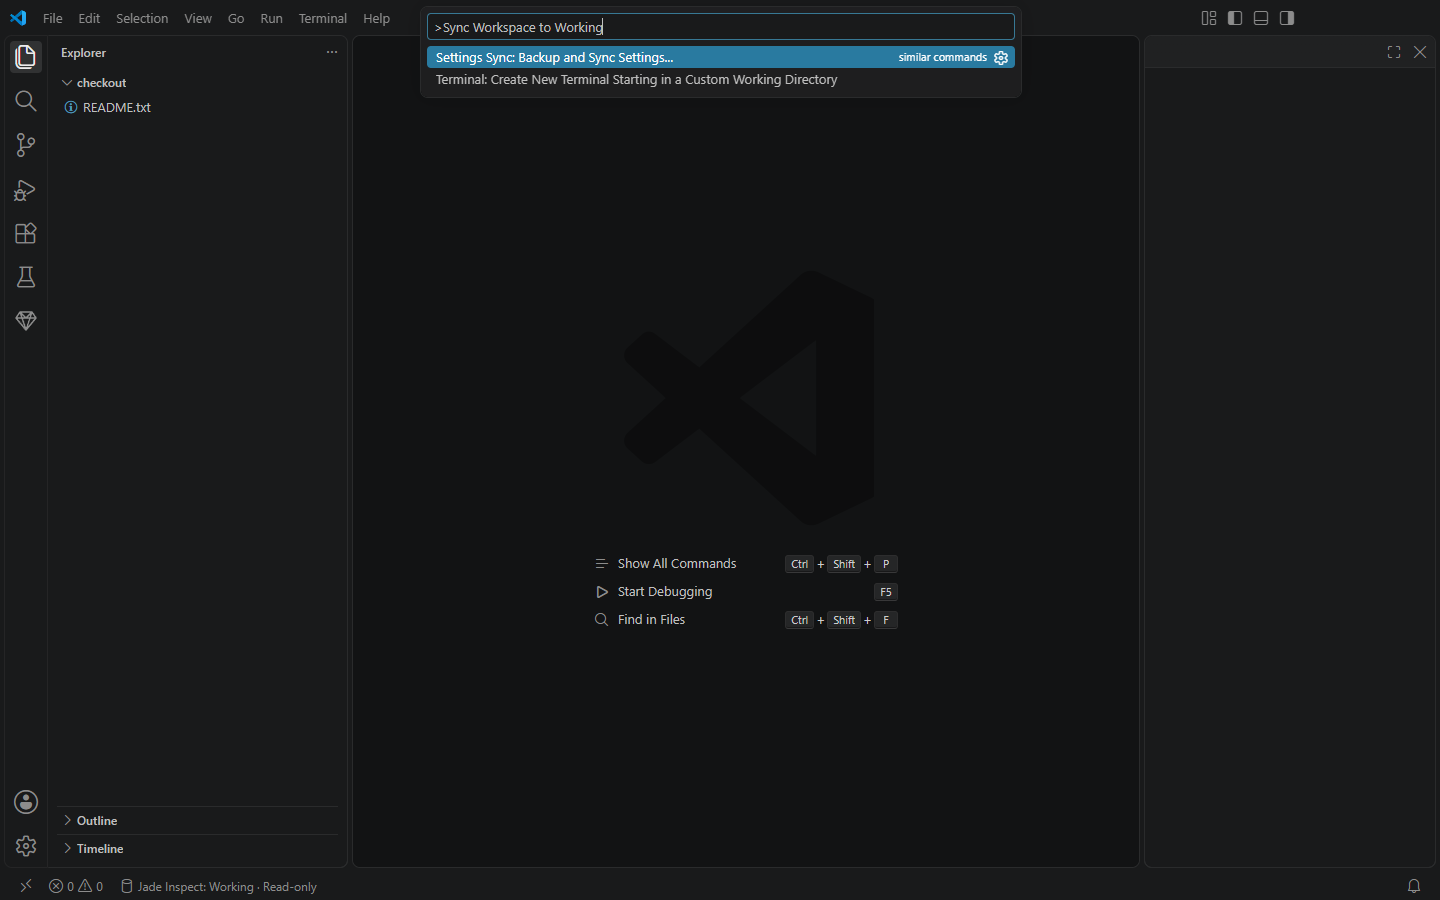 File Edit Selection View Go Run Terminal Help
>Sync Workspace to Working
Settings Sync: Backup and Sync Settings... similar commands
Terminal: Create New Terminal Starting in a Custom Working Directory
Explorer
checkout
README.txt
Show All Commands Ctrl + Shift + P
Start Debugging F5
Find in Files Ctrl + Shift + F
Outline
Timeline
0 0 Jade Inspect: Working · Read-only